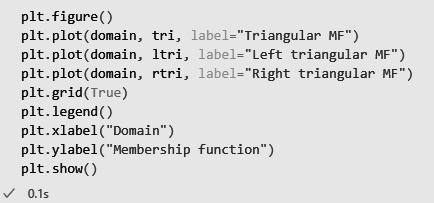 plt.figure()
plt.plot(domain, tri, label="Triangular MF")
plt.plot(domain, ltri, label="Left triangular MF")
plt.plot(domain, rtri, label="Right triangular MF")
plt.grid(True)
plt.legend()
plt.xlabel("Domain")
plt.ylabel("Membership function")
plt.show()
✓ 0.1s